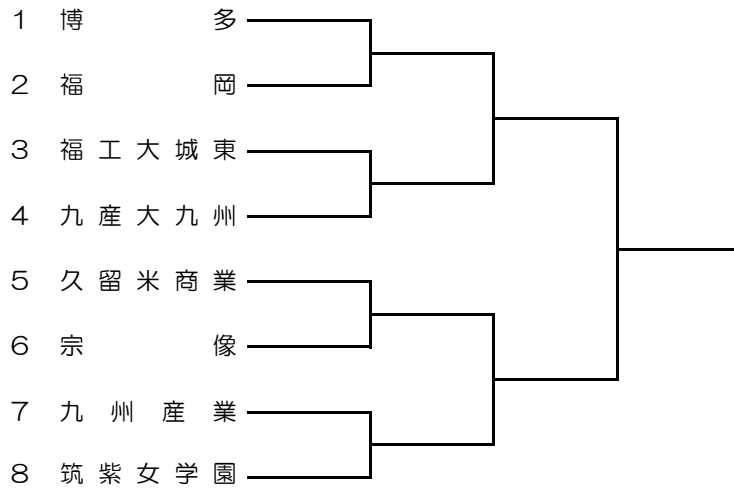 1 博多
2 福岡
3 福工大城東
4 九産大九州
5 久留米商業
6 宗像
7 九州産業
8 筑紫女学園